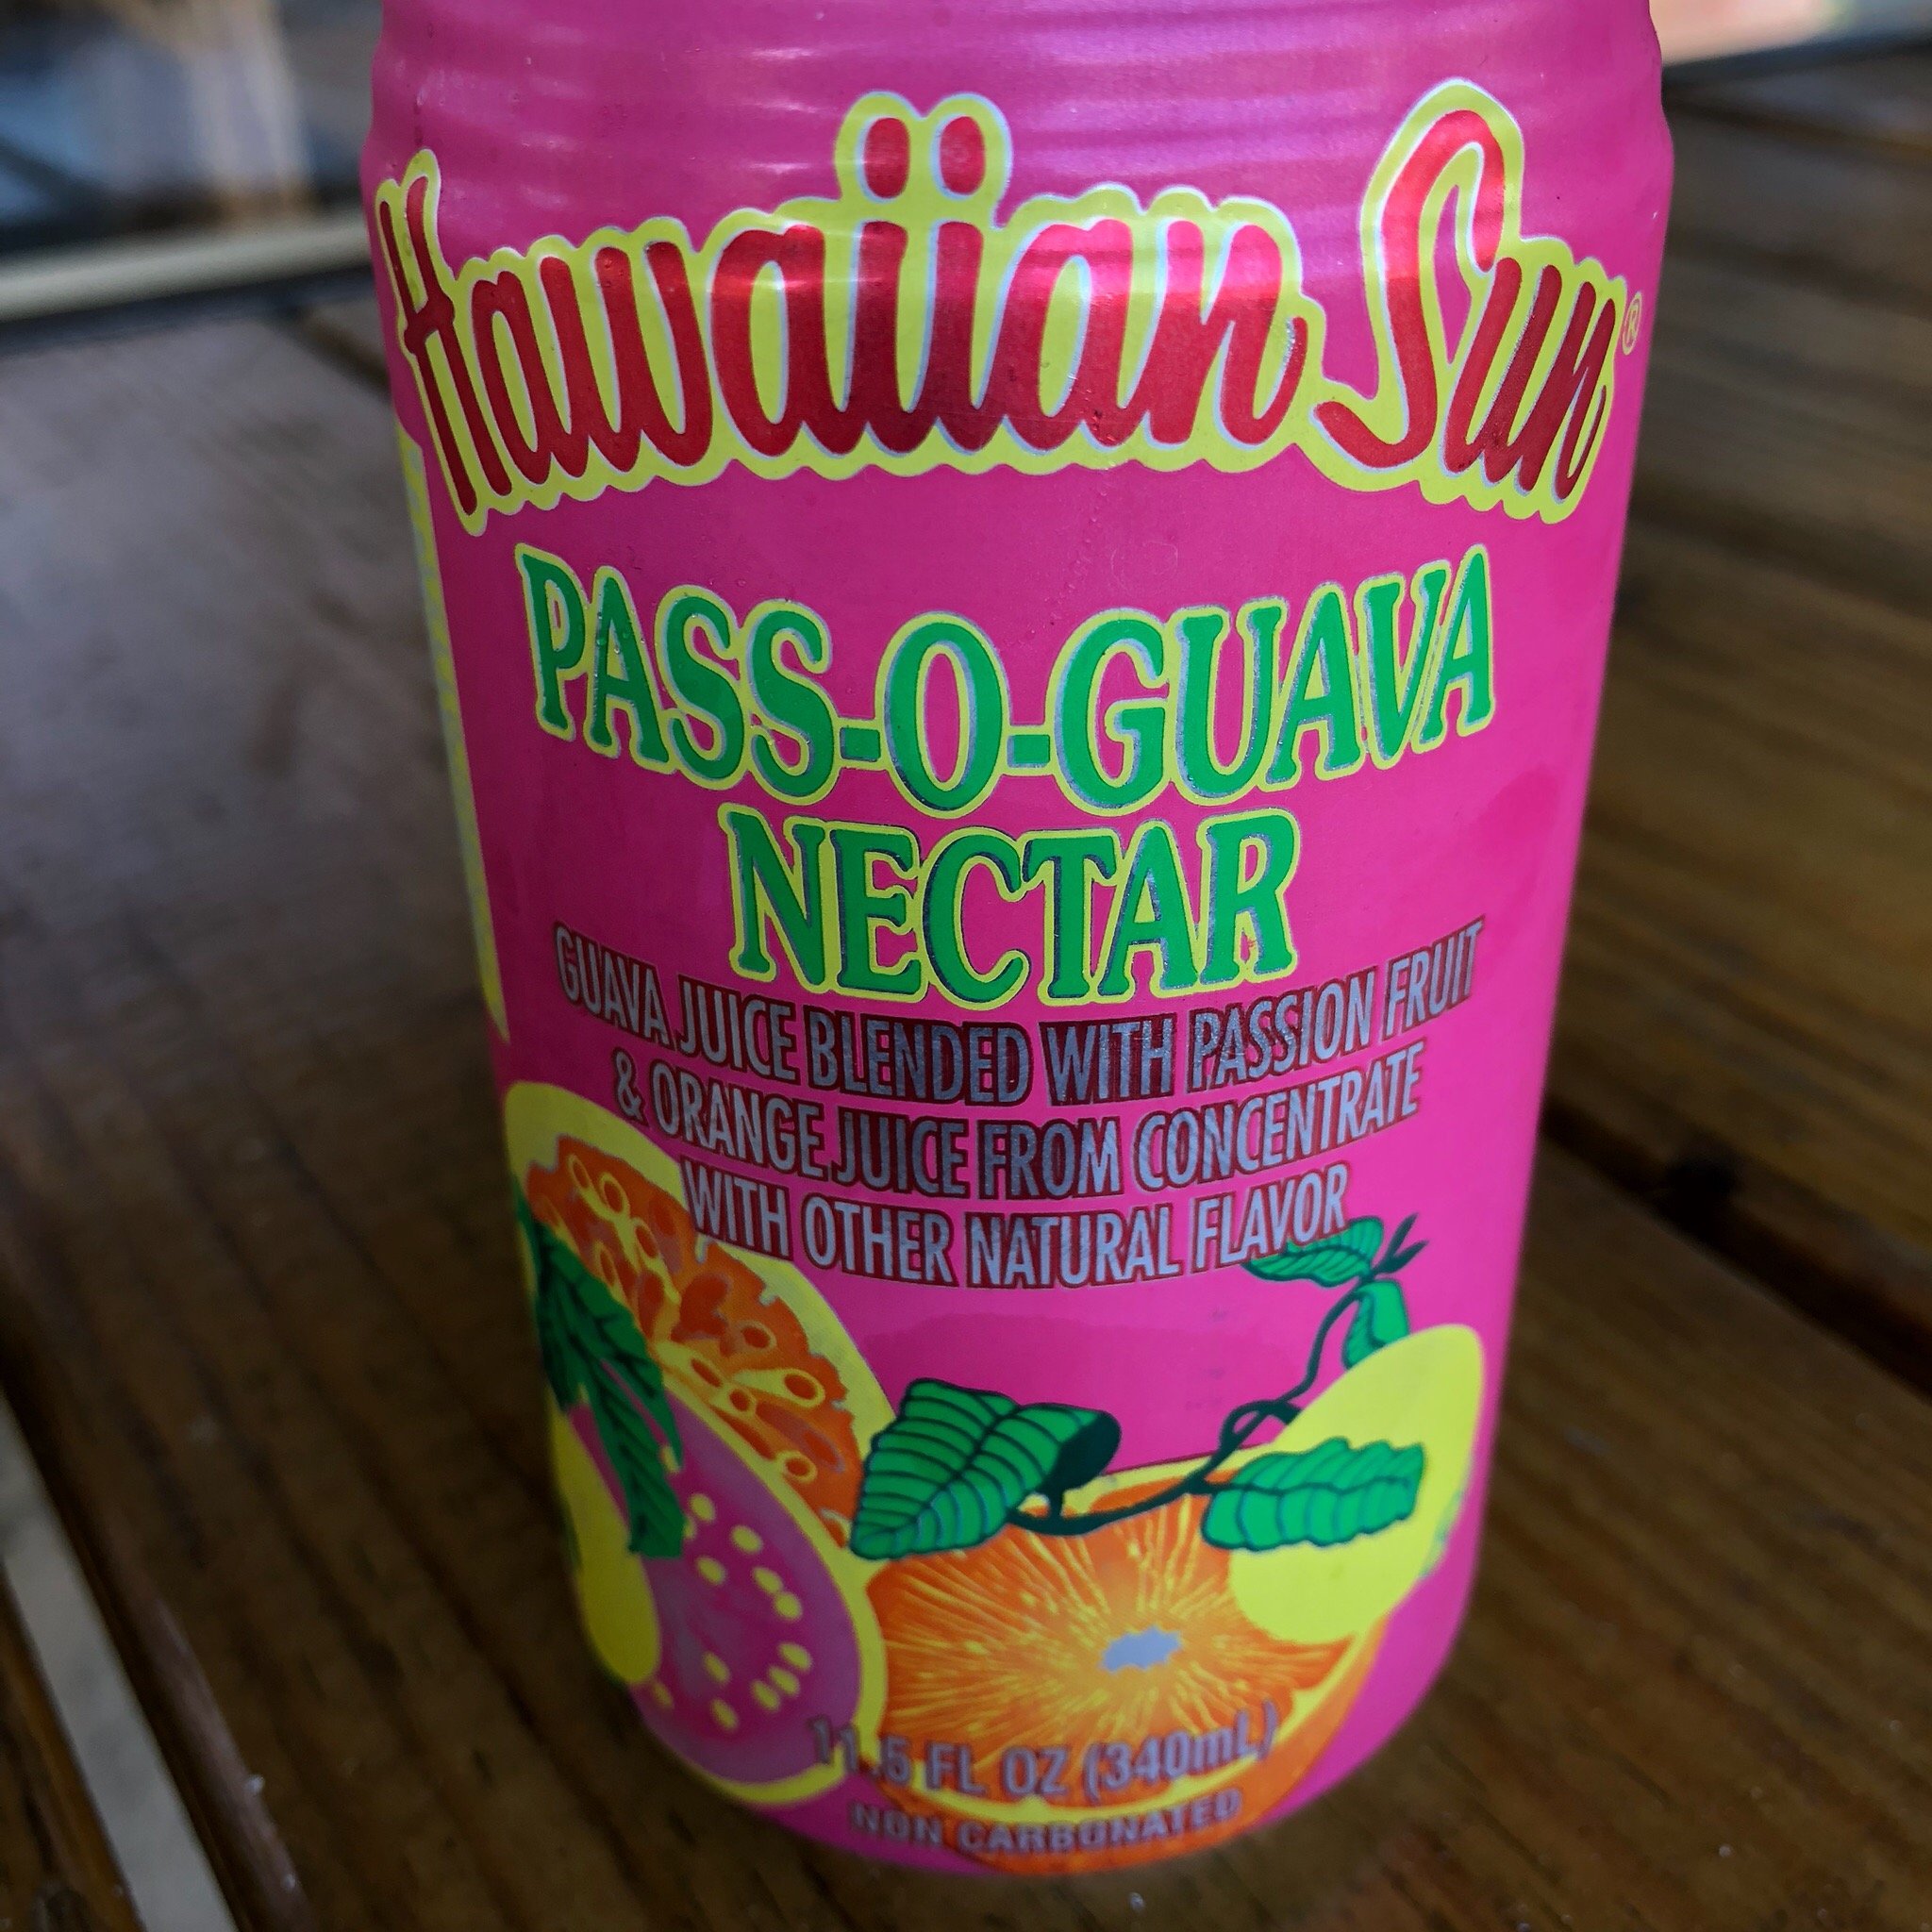 Hawaiian Sun®
PASS-O-GUAVA
NECTAR
GUAVA JUICE BLENDED WITH PASSION FRUIT
& ORANGE JUICE FROM CONCENTRATE
WITH OTHER NATURAL FLAVOR
11.5 FL OZ (340mL)
NON CARBONATED